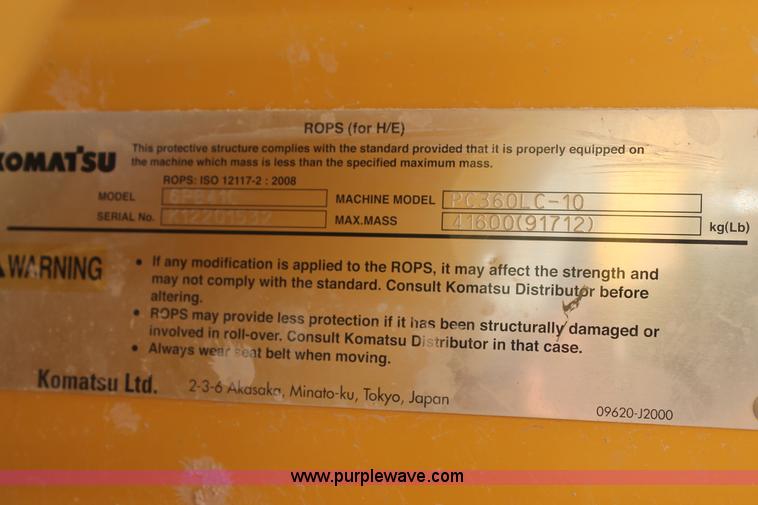 ROPS (for H/E)
KOMATSU
This protective structure complies with the standard provided that it is properly equipped on
the machine which mass is less than the specified maximum mass.
ROPS: ISO 12117-2 : 2008
MODEL MACHINE MODEL PC360LC-10
SERIAL No. K12201532 MAX.MASS 41600(91712) kg(Lb)
WARNING
• If any modification is applied to the ROPS, it may affect the strength and
may not comply with the standard. Consult Komatsu Distributor before
altering.
• ROPS may provide less protection if it has been structurally damaged or
involved in roll-over. Consult Komatsu Distributor in that case.
• Always wear seat belt when moving.
Komatsu Ltd. 2-3-6 Akasaka, Minato-ku, Tokyo, Japan
09620-J2000
www.purplewave.com